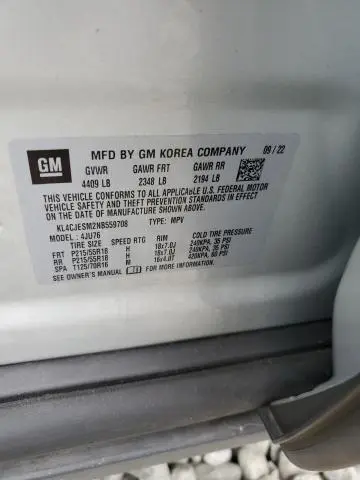 GM
MFD BY GM KOREA COMPANY 09/22
GVWR GAWR FRT GAWR RR
4409 LB 2348 LB 2194 LB
THIS VEHICLE CONFORMS TO ALL APPLICABLE U.S. FEDERAL MOTOR
VEHICLE SAFETY AND THEFT PREVENTION STANDARDS IN EFFECT ON THE
DATE OF MANUFACTURE SHOWN ABOVE.
KL4CJESM2NB559708 TYPE: MPV
MODEL: 4JU76
TIRE SIZE SPEED RTG RIM COLD TIRE PRESSURE
FRT P215/55R18 H 18x7.0J 240KPA, 35 PSI
RR P215/55R18 H 18x7.0J 240KPA, 35 PSI
SPA T125/70R16 M 16x4.0T 420KPA, 60 PSI
SEE OWNER'S MANUAL FOR MORE INFORMATION.